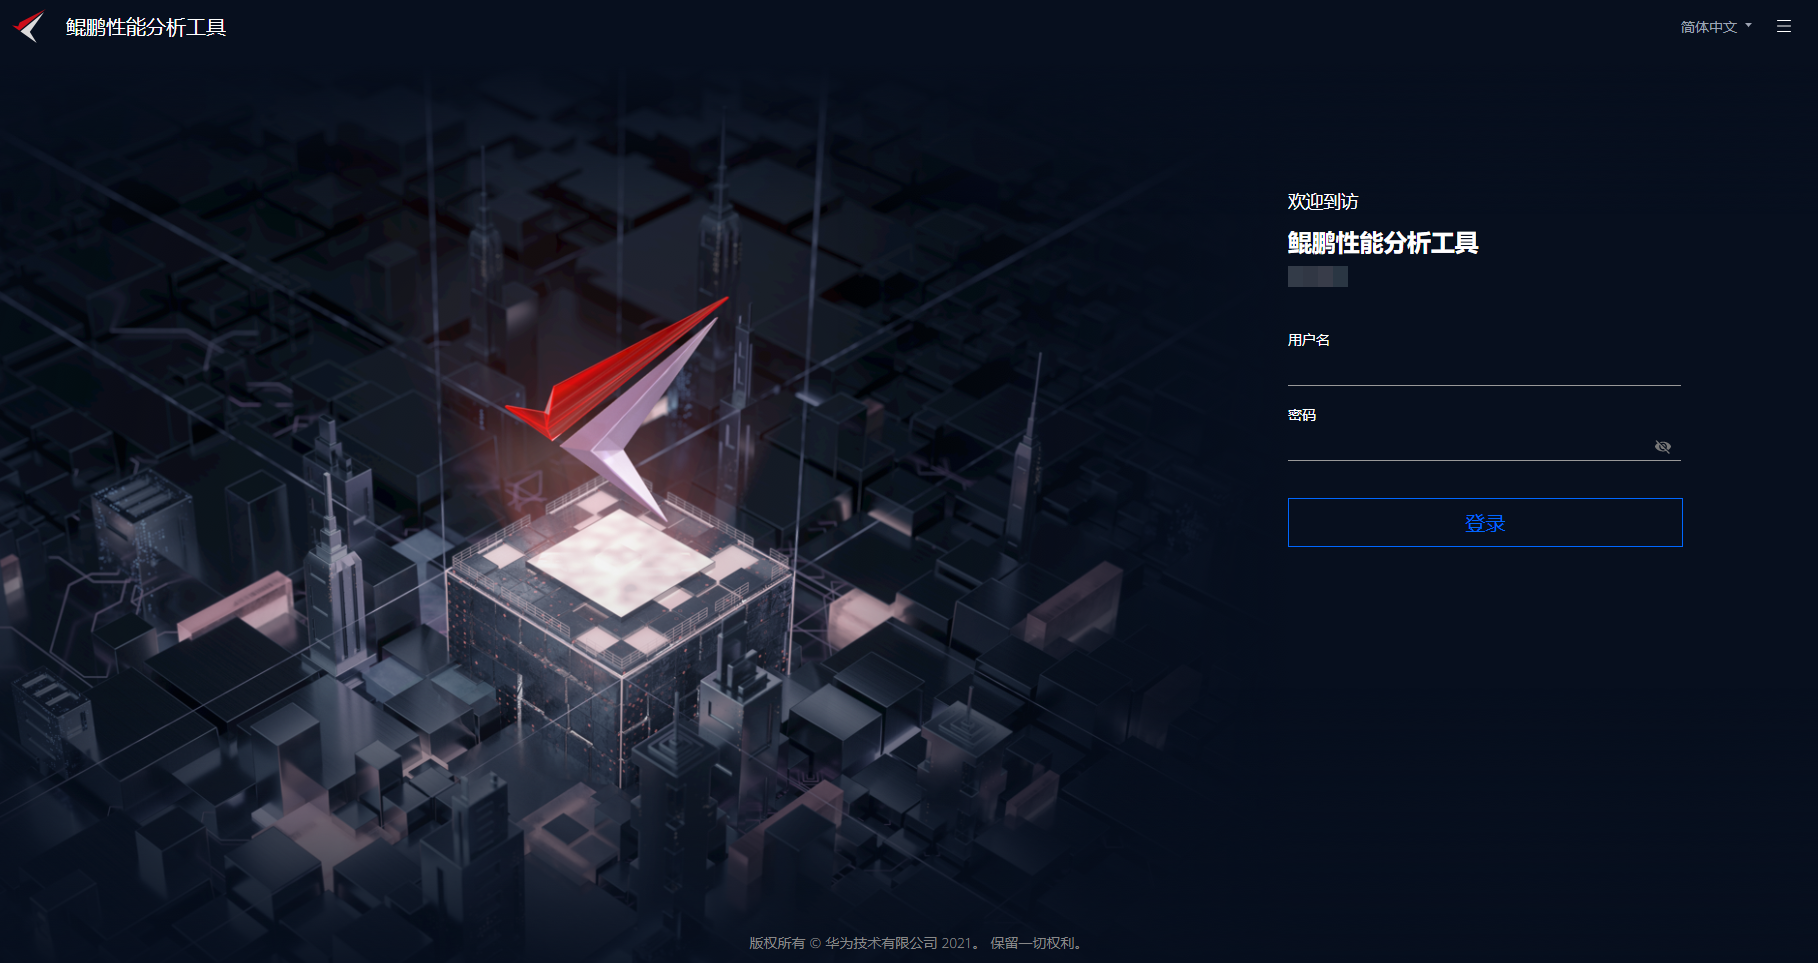 鲲鹏性能分析工具
简体中文
欢迎到访
鲲鹏性能分析工具
用户名
密码
登录
版权所有 © 华为技术有限公司 2021。 保留一切权利。